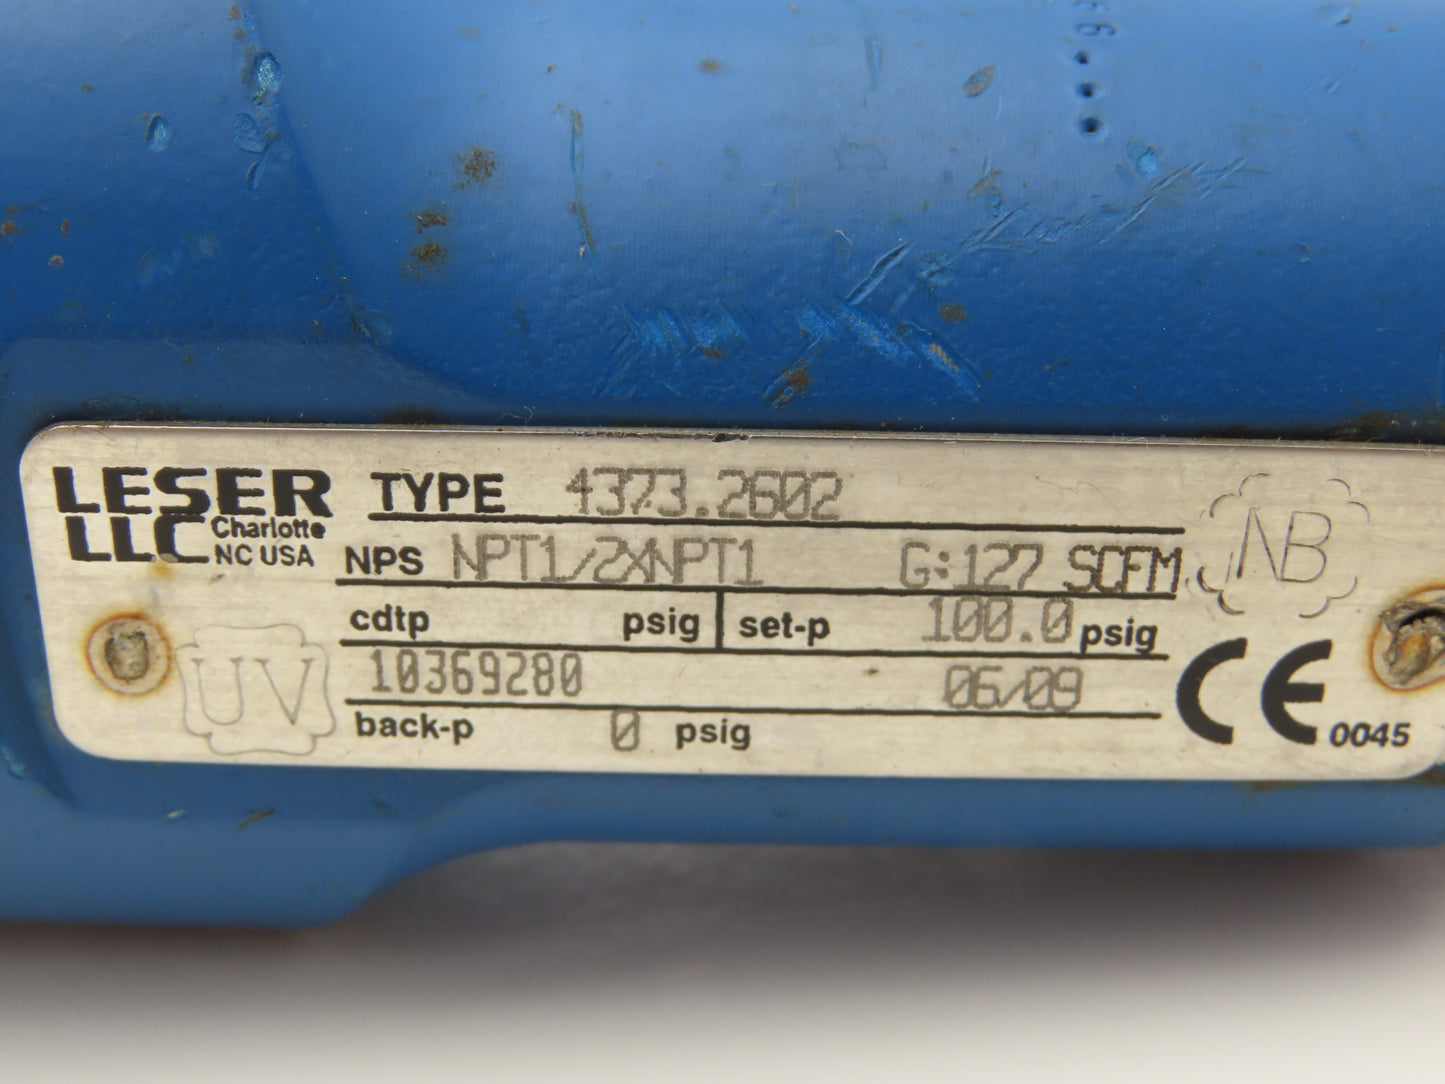 LESER
LLC Charlotte
NC USA
TYPE 4373.2602
NPS NPT1/2XNPT1 G:127 SCFM
cdtp psig set-p 100.0 psig
10369280 06/09
back-p 0 psig
NB
UV
CE 0045